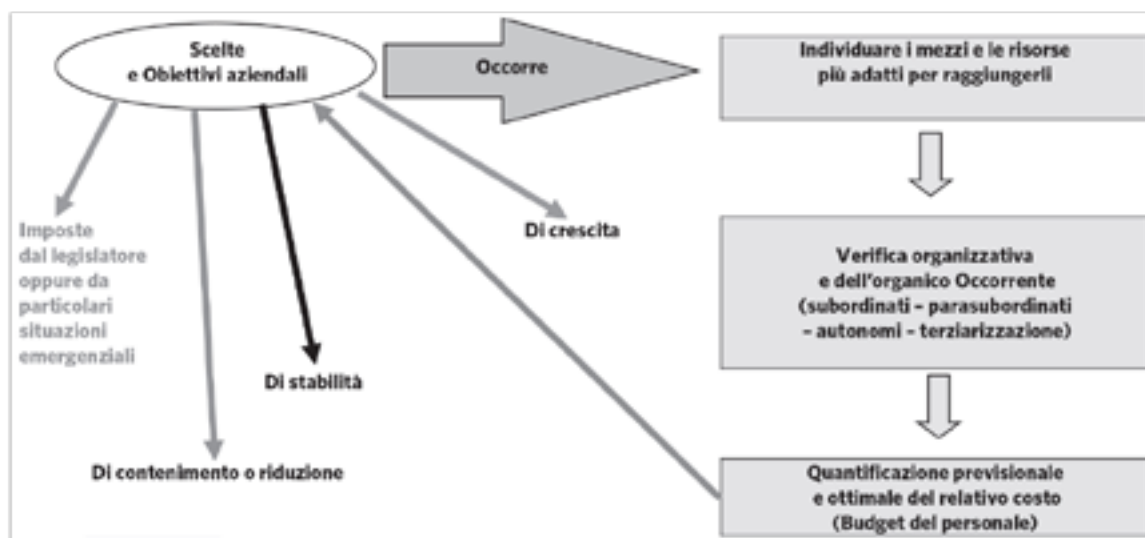 Scelte
e Obiettivi aziendali
Occorre
Individuare i mezzi e le risorse
più adatti per raggiungerli
Imposte
dal legislatore
oppure da
particolari
situazioni
emergenziali
Di crescita
Verifica organizzativa
e dell'organico Occorrente
(subordinati – parasubordinati
– autonomi – terziarizzazione)
Di stabilità
Di contenimento o riduzione
Quantificazione previsionale
e ottimale del relativo costo
(Budget del personale)